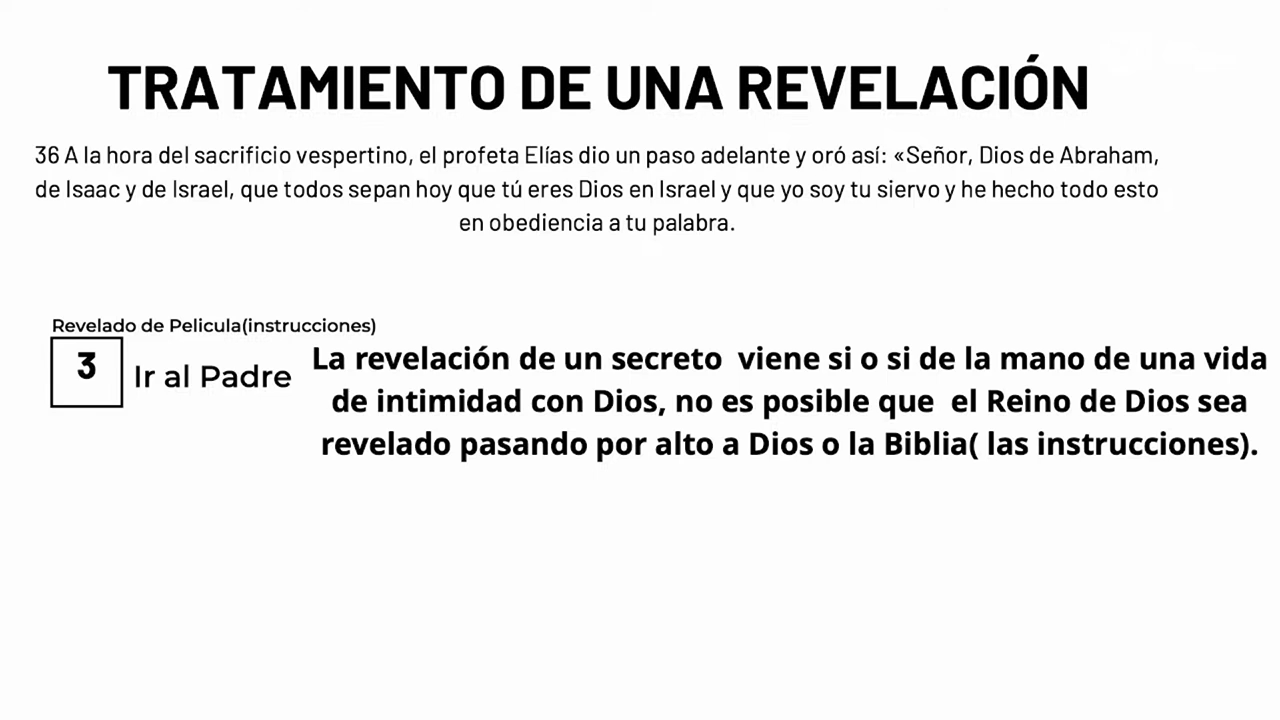 TRATAMIENTO DE UNA REVELACIÓN
36 A la hora del sacrificio vespertino, el profeta Elías dio un paso adelante y oró así: «Señor, Dios de Abraham,
de Isaac y de Israel, que todos sepan hoy que tú eres Dios en Israel y que yo soy tu siervo y he hecho todo esto
en obediencia a tu palabra.
Revelado de Pelicula(instrucciones)
3
Ir al Padre
La revelación de un secreto viene si o si de la mano de una vida
de intimidad con Dios, no es posible que el Reino de Dios sea
revelado pasando por alto a Dios o la Biblia( las instrucciones).